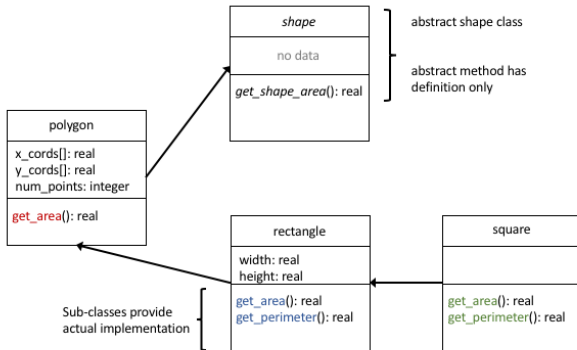 shape
no data
get_shape_area(): real
abstract shape class
abstract method has
definition only
polygon
x_cords[]: real
y_cords[]: real
num_points: integer
get_area(): real
rectangle
width: real
height: real
get_area(): real
get_perimeter(): real
square
get_area(): real
get_perimeter(): real
Sub-classes provide
actual implementation